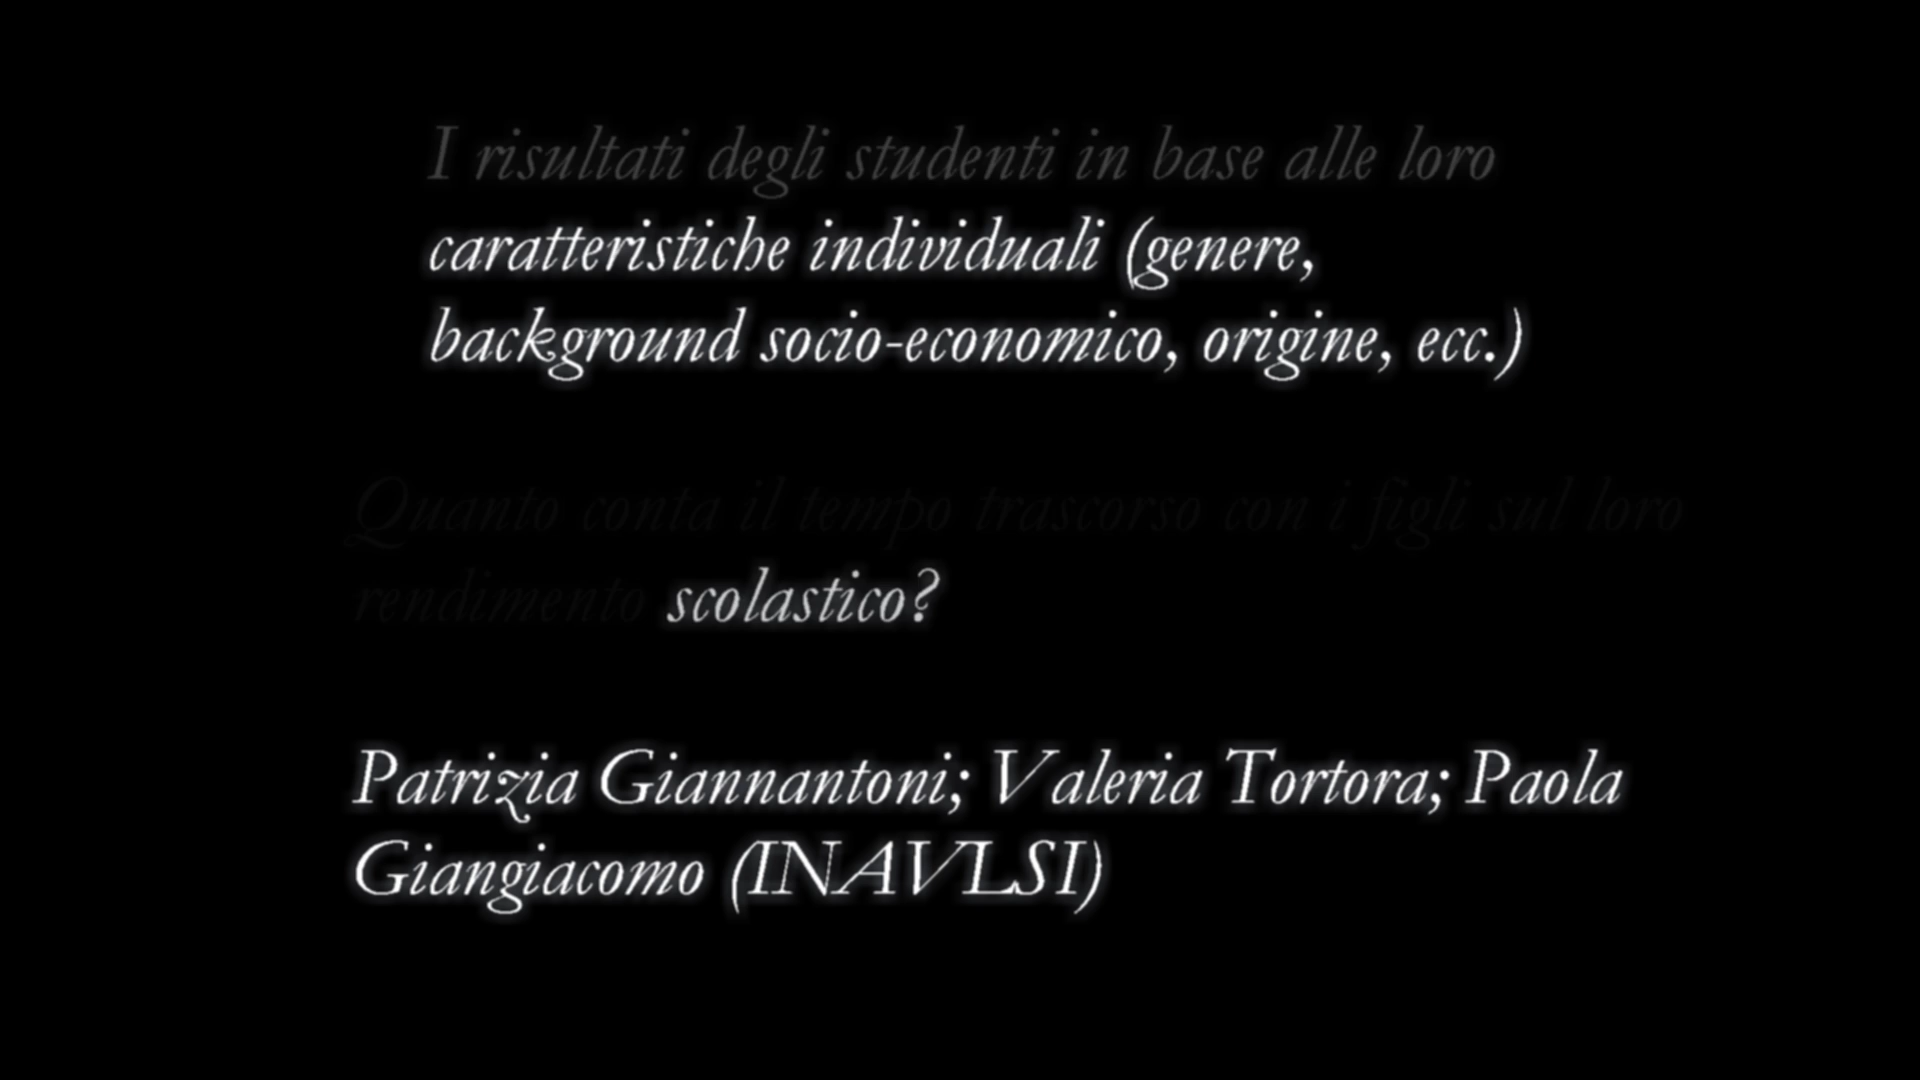 I risultati degli studenti in base alle loro
caratteristiche individuali (genere,
background socio-economico, origine, ecc.)
Quanto conta il tempo trascorso con i figli sul loro
rendimento scolastico?
Patrizia Giannantoni; Valeria Tortora; Paola
Giangiacomo (INAVLSI)